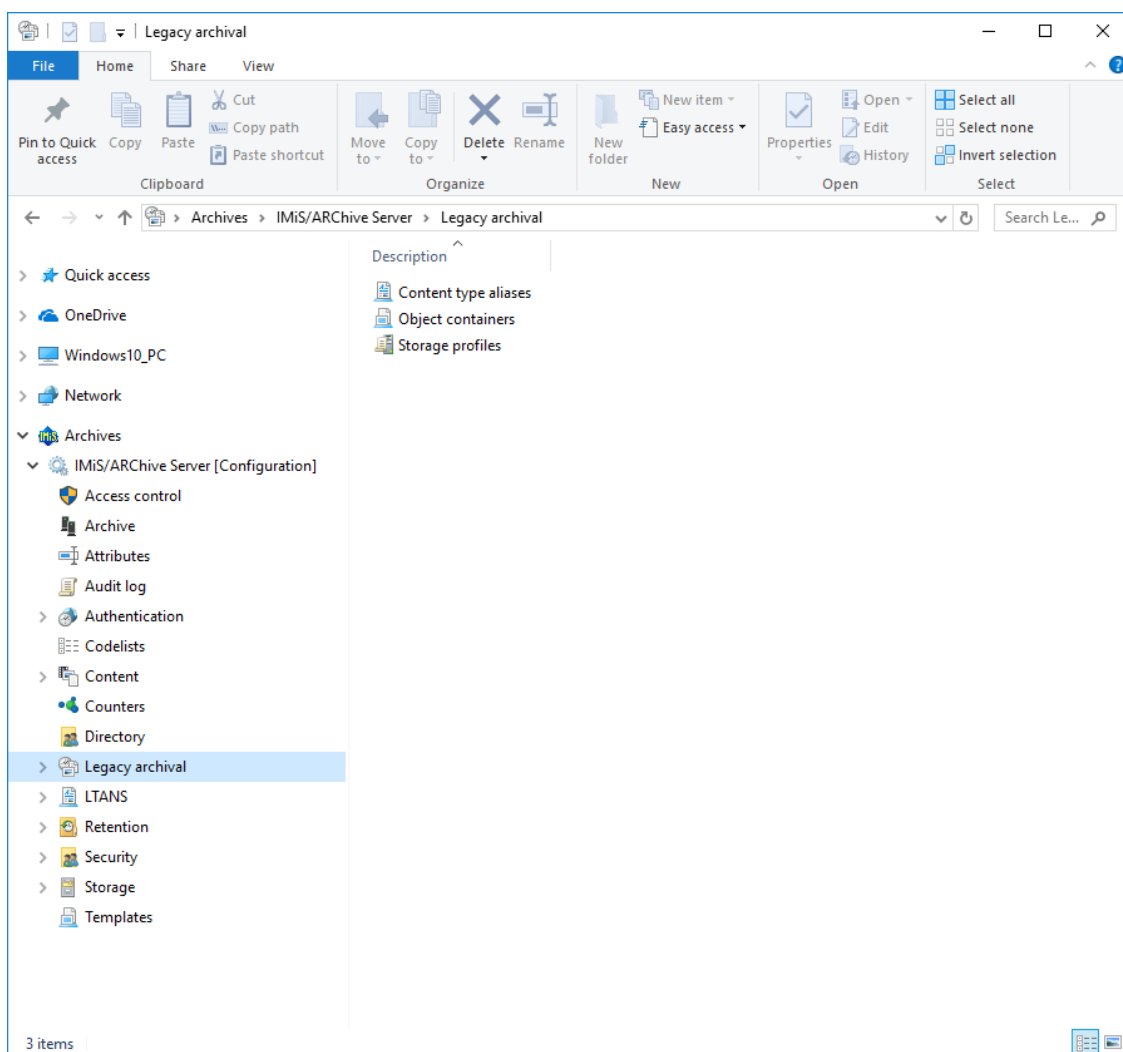 Legacy archival
File Home Share View
Pin to Quick access
Copy
Paste
Cut
Copy path
Paste shortcut
Clipboard
Move to
Copy to
Delete
Rename
Organize
New folder
New item
Easy access
New
Properties
Open
Edit
History
Open
Select all
Select none
Invert selection
Select
Archives > IMiS/ARChive Server > Legacy archival
Search Le...
Quick access
OneDrive
Windows10_PC
Network
Archives
IMiS/ARChive Server [Configuration]
Access control
Archive
Attributes
Audit log
Authentication
Codelists
Content
Counters
Directory
Legacy archival
LTANS
Retention
Security
Storage
Templates
Description
Content type aliases
Object containers
Storage profiles
3 items